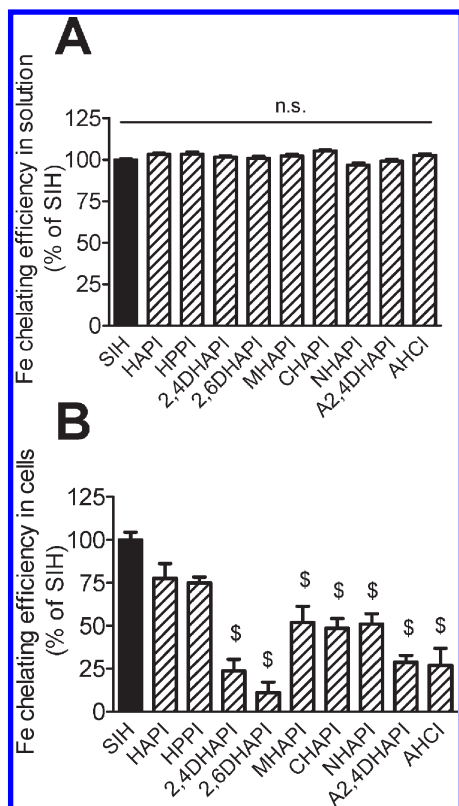 A
Fe chelating efficiency in solution
(% of SIH)
n.s.
125
100
75
50
25
0
SIH
HAPI
HPPI
2,4DHAPI
2,6DHAPI
MHAPI
CHAPI
NHAPI
A2,4DHAPI
AHCI
B
Fe chelating efficiency in cells
(% of SIH)
125
100
75
50
25
0
$
$
$
$
$
$
$
SIH
HAPI
HPPI
2,4DHAPI
2,6DHAPI
MHAPI
CHAPI
NHAPI
A2,4DHAPI
AHCI